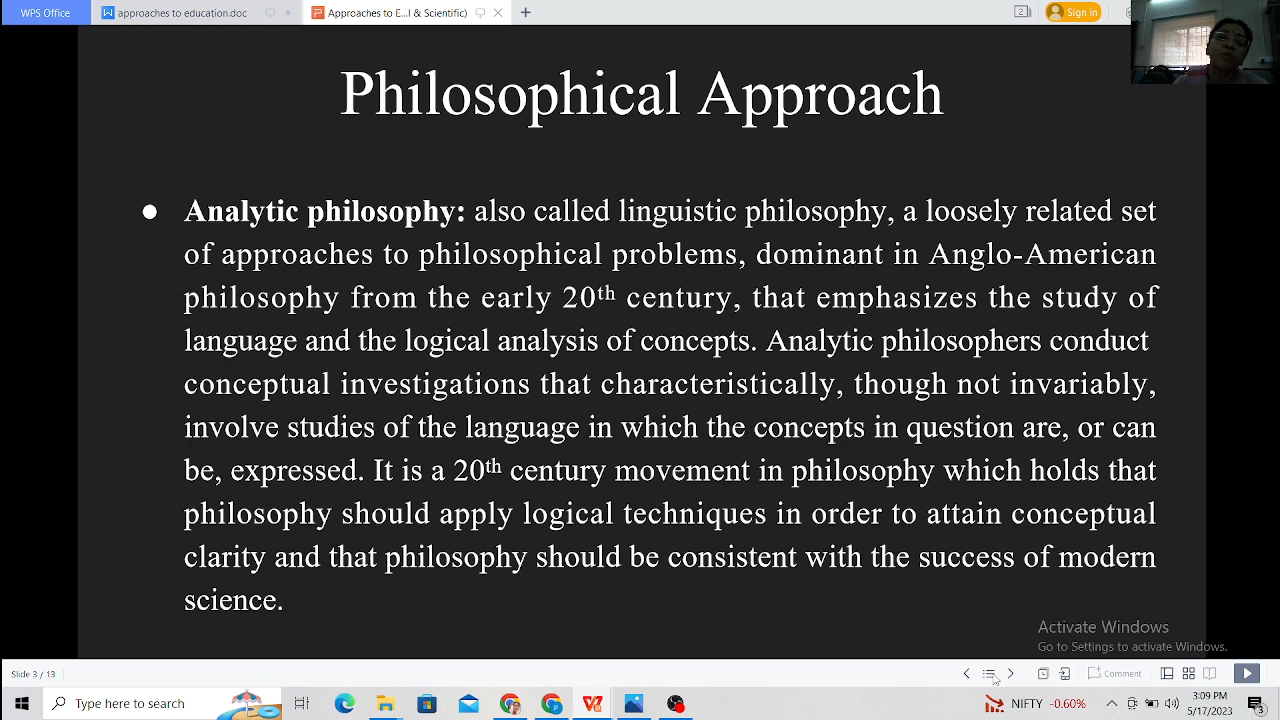 WPS Office
approaches to education.doc
Approaches to E...l & Scientific)
2
Sign in
Philosophical Approach
● Analytic philosophy: also called linguistic philosophy, a loosely related set
of approaches to philosophical problems, dominant in Anglo-American
philosophy from the early 20th century, that emphasizes the study of
language and the logical analysis of concepts. Analytic philosophers conduct
conceptual investigations that characteristically, though not invariably,
involve studies of the language in which the concepts in question are, or can
be, expressed. It is a 20th century movement in philosophy which holds that
philosophy should apply logical techniques in order to attain conceptual
clarity and that philosophy should be consistent with the success of modern
science.
Activate Windows
Go to Settings to activate Windows.
Slide 3 / 13
Comment
Type here to search
NIFTY -0.60%
3:09 PM
5/17/2023
3